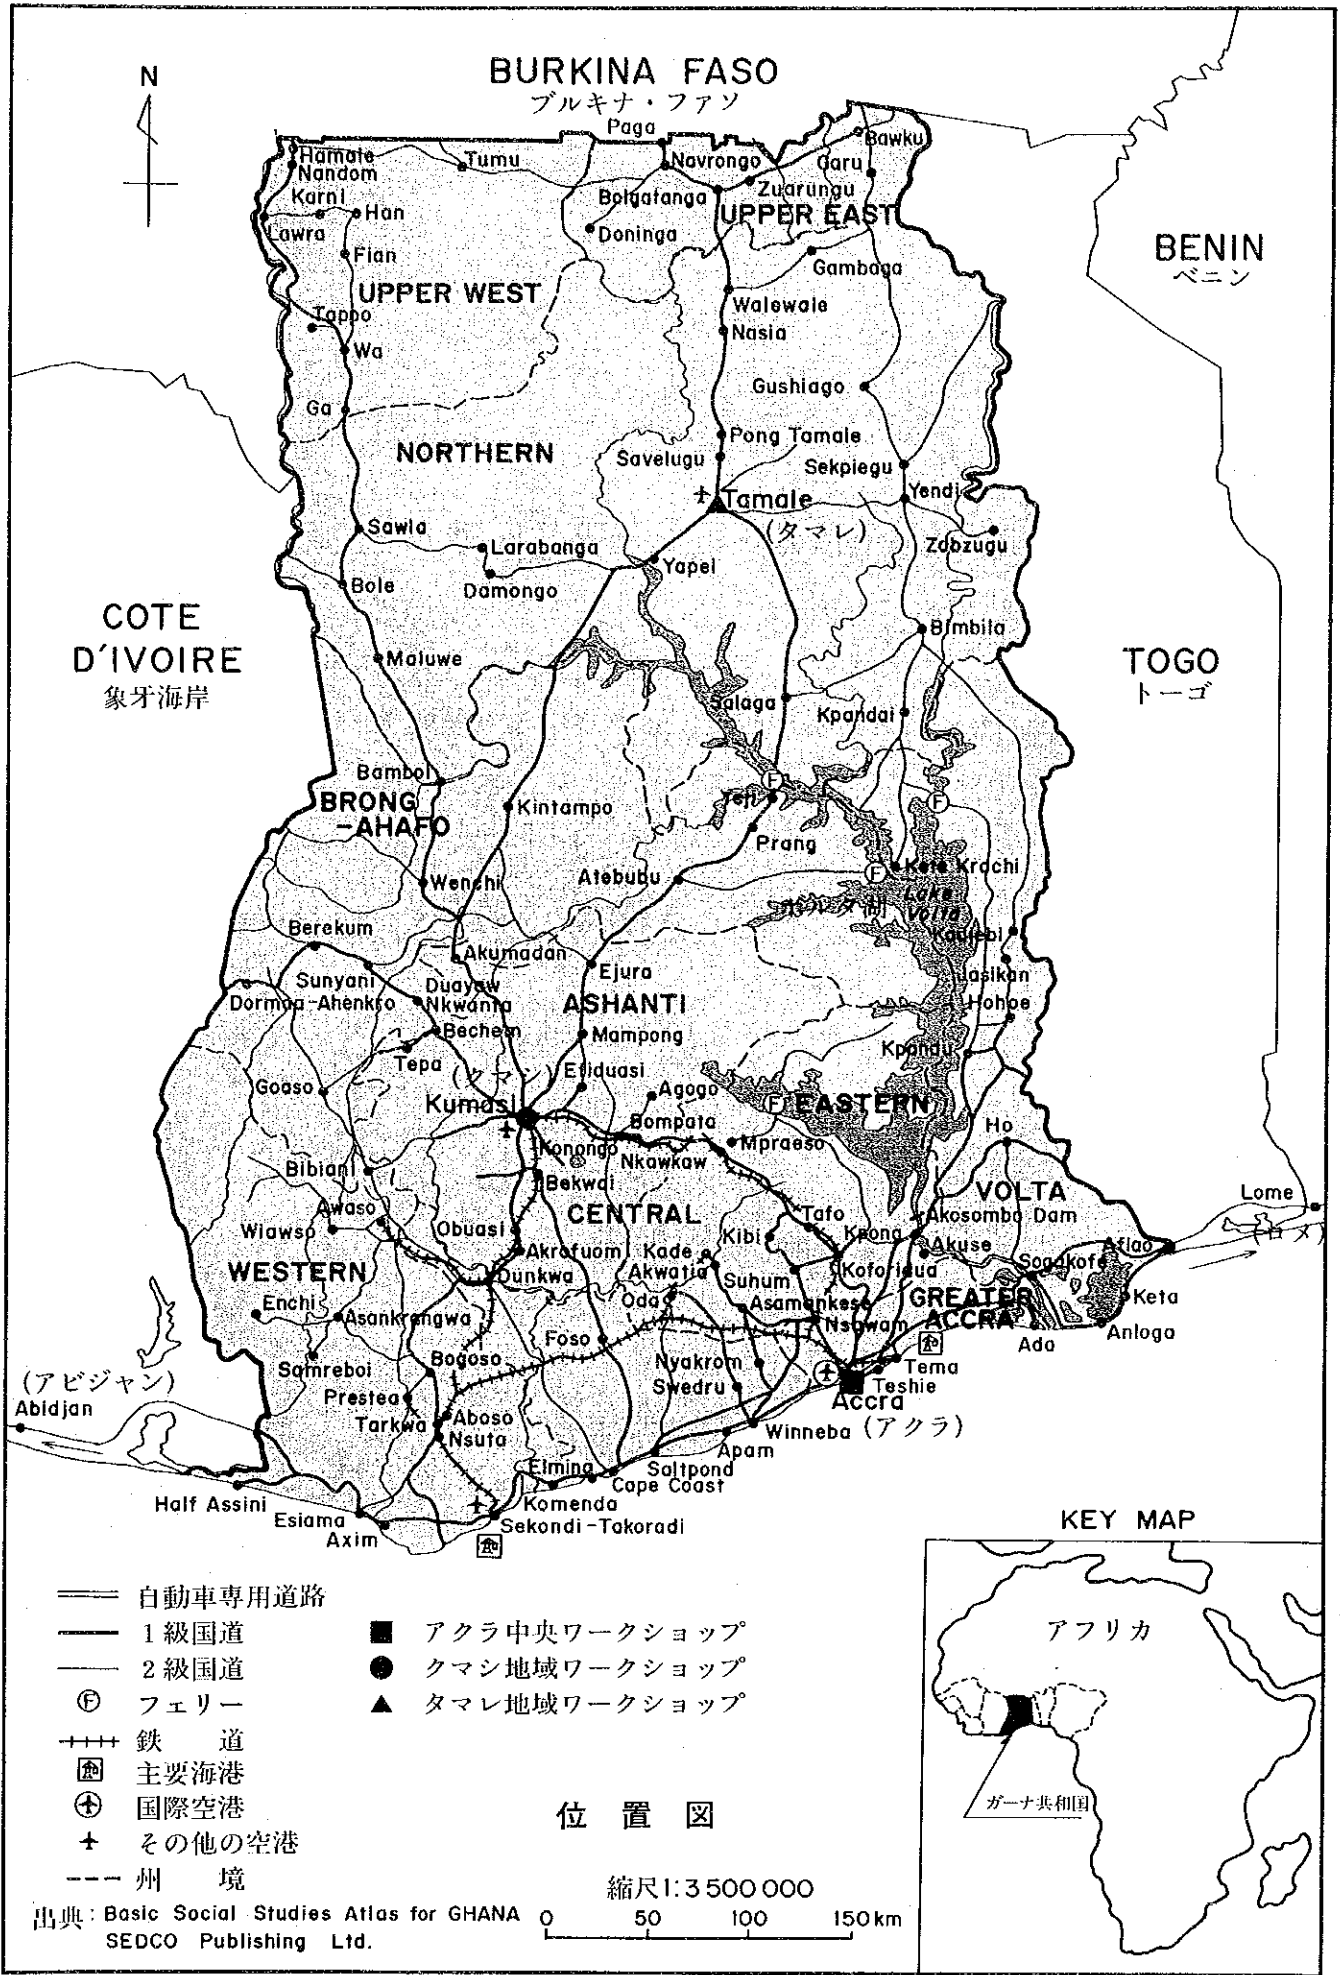 N
BURKINA FASO
ブルキナ・ファソ
Paga
Hamale
Nandom
Tumu
Navrongo
Bawku
Garu
Zuarungu
Karni
Han
Bolgatanga
UPPER EAST
Lawra
Doninga
Fian
Gambaga
BENIN
ベニン
UPPER WEST
Walewale
Tappo
Nasia
Wa
Gushiago
Ga
Pong Tamale
NORTHERN
Savelugu
Sekpiegu
Yendi
Tamale
(タマレ)
Sawla
Zabzugu
Larabanga
Yapei
Bole
Damongo
COTE
D'IVOIRE
象牙海岸
Bimbila
Maluwe
TOGO
トーゴ
Salaga
Kpandai
Bamboi
F
Yeji
F
BRONG
-AHAFO
Kintampo
Prang
Wenchi
Atebubu
F
Kete Krachi
Lake
Volta
ボルタ湖
Berekum
Kadjebi
Akumadan
Ejura
Sunyani
Jasikan
Dormaa-Ahenkro
Duayaw
Nkwanta
ASHANTI
Hohoe
Bechem
Mampong
Kpandu
Tepa
(クマシ)
Efiduasi
Goaso
Agogo
Kumasi
F
EASTERN
Bompata
Ho
Konongo
Mpraeso
Nkawkaw
Bibiani
Bekwai
VOLTA
Lome
(ロメ)
Awaso
CENTRAL
Tafo
Akosombo Dam
Wiawso
Obuasi
Kibi
Kpong
Akrofuom
Kade
Akuse
Aflao
WESTERN
Dunkwa
Akwatia
Suhum
Koforidua
Sogakofe
Enchi
Oda
Asamankese
GREATER
ACCRA
Keta
Asankrangwa
Nsawam
Anloga
Foso
Ada
Samreboi
Bogoso
Nyakrom
Tema
(アビジャン)
Abidjan
Prestea
Swedru
Teshie
Accra
(アクラ)
Tarkwa
Aboso
Winneba
Nsuta
Apam
Elmina
Saltpond
Half Assini
Komenda
Cape Coast
Esiama
Sekondi-Takoradi
Axim
KEY MAP
アフリカ
ガーナ共和国
自動車専用道路
1級国道
2級国道
F フェリー
鉄 道
主要海港
国際空港
その他の空港
州 境
アクラ中央ワークショップ
クマシ地域ワークショップ
タマレ地域ワークショップ
位 置 図
縮尺1:3500000
0 50 100 150km
出典:Basic Social Studies Atlas for GHANA
SEDCO Publishing Ltd.